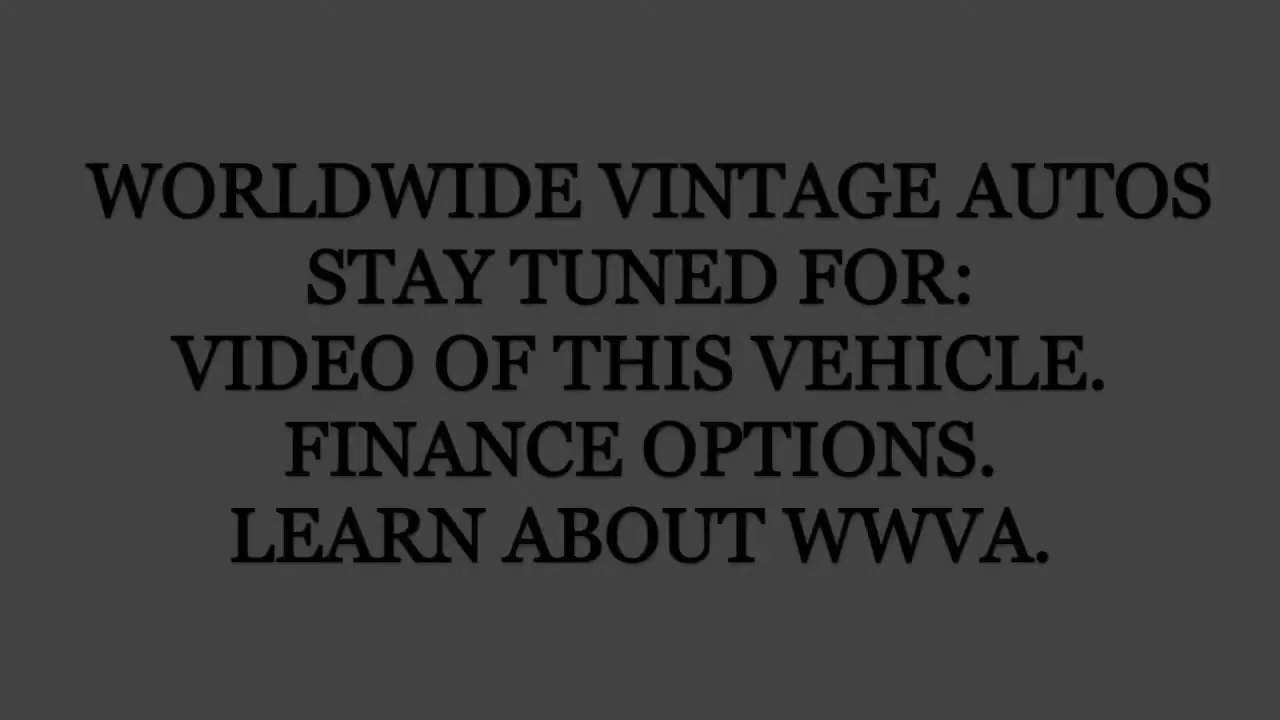 WORLDWIDE VINTAGE AUTOS
STAY TUNED FOR:
VIDEO OF THIS VEHICLE.
FINANCE OPTIONS.
LEARN ABOUT WWVA.